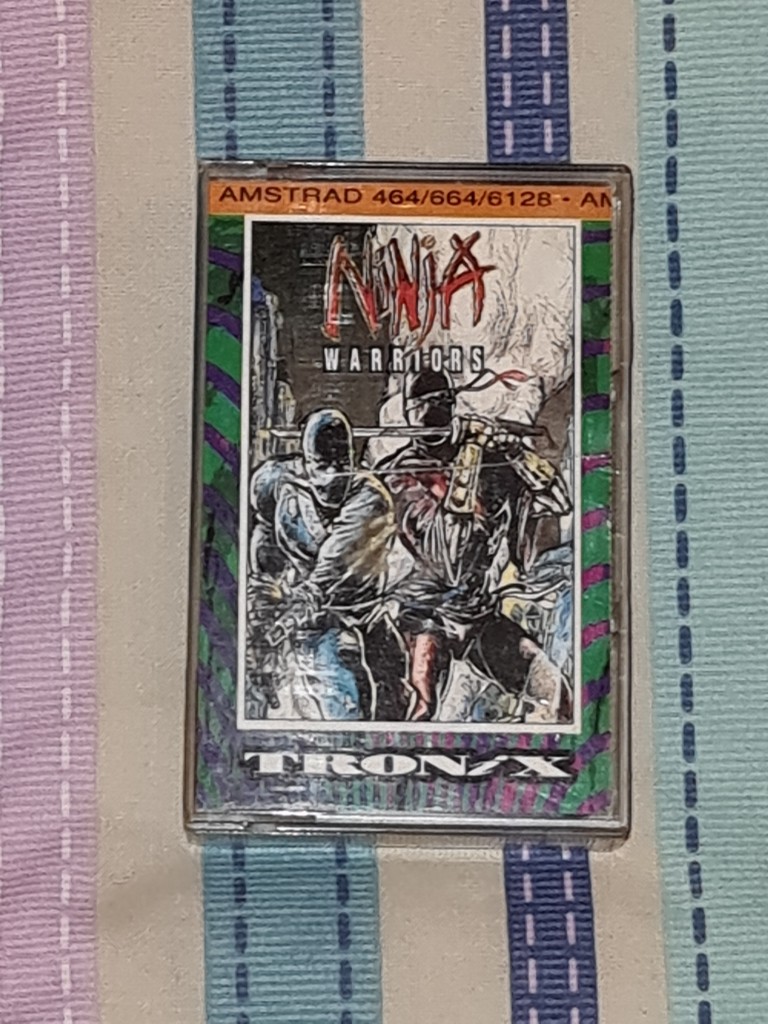 AMSTRAD 464/664/6128 - AM
NiNjA
WARRIORS
TRONiX